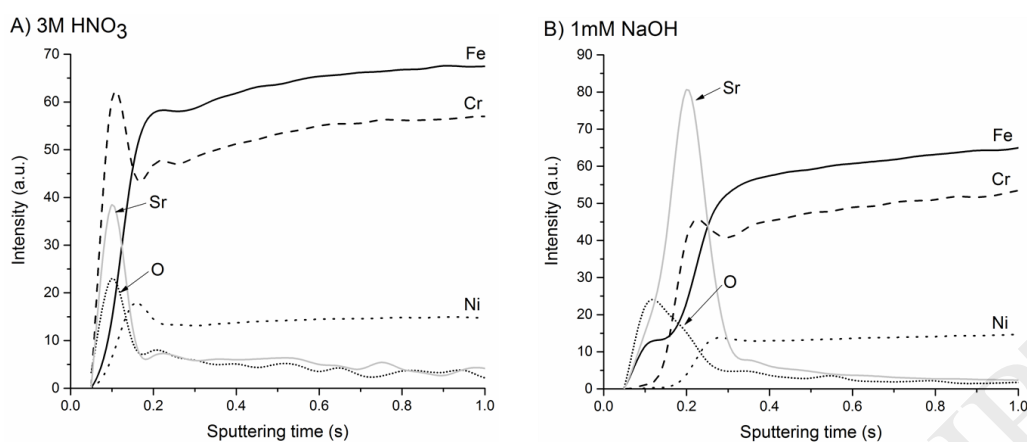 A) 3M HNO₃
70
60
50
40
30
20
10
0
0.0 0.2 0.4 0.6 0.8 1.0
Intensity (a.u.)
Sputtering time (s)
Fe
Cr
Sr
O
Ni
B) 1mM NaOH
90
80
70
60
50
40
30
20
10
0
0.0 0.2 0.4 0.6 0.8 1.0
Intensity (a.u.)
Sputtering time (s)
Sr
Fe
Cr
O
Ni